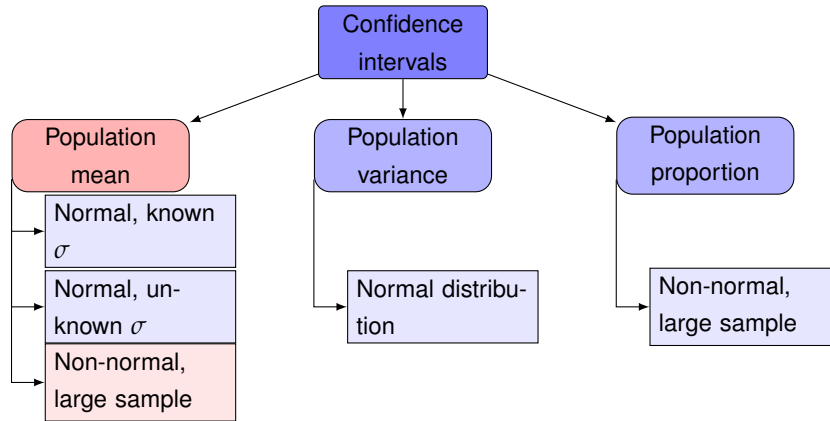 Confidence
intervals
Population
mean
Population
variance
Population
proportion
Normal, known
σ
Normal, un-
known σ
Non-normal,
large sample
Normal distribu-
tion
Non-normal,
large sample